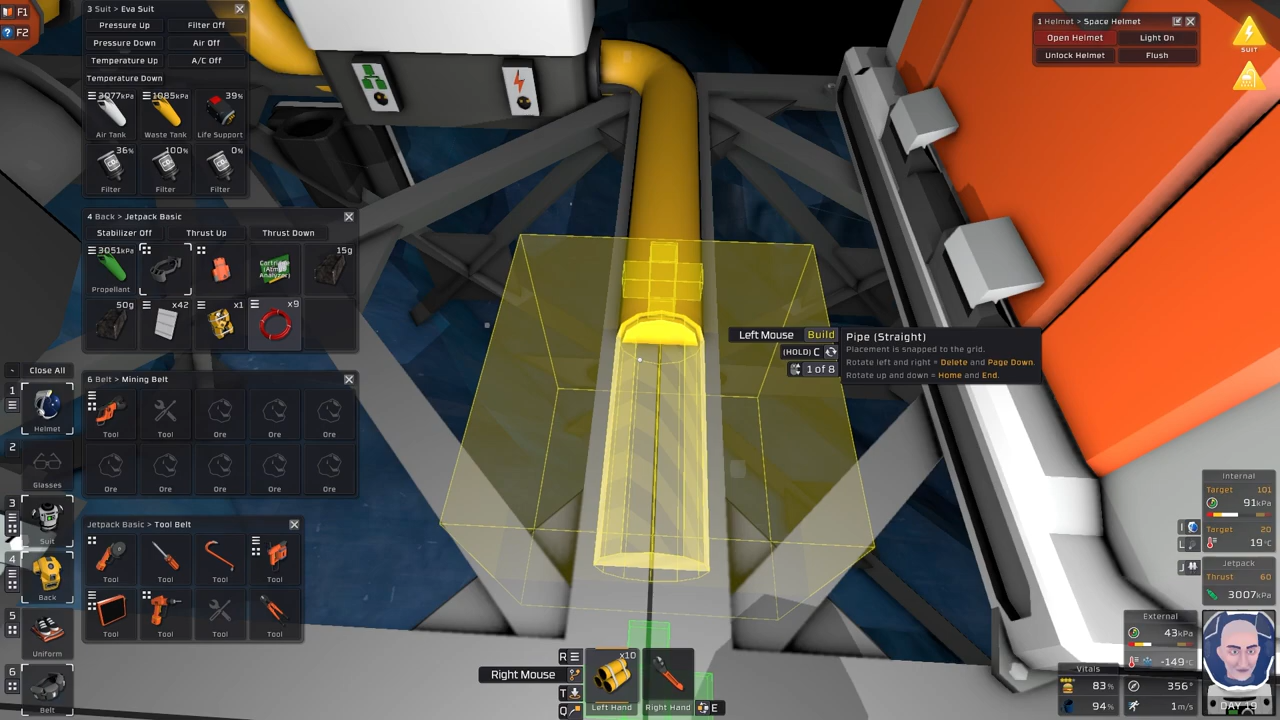 F1
F2
3 Suit > Eva Suit
Pressure Up
Filter Off
Pressure Down
Air Off
Temperature Up
A/C Off
Temperature Down
3077kPa
1085kPa
39%
Air Tank
Waste Tank
Life Support
36%
100%
0%
Filter
Filter
Filter
4 Back > Jetpack Basic
Stabilizer Off
Thrust Up
Thrust Down
3051kPa
15g
Propellant
Cartridge
50g
x42
x1
x9
6 Belt > Mining Belt
Tool
Tool
Ore
Ore
Ore
Ore
Ore
Ore
Ore
Ore
Jetpack Basic > Tool Belt
Tool
Tool
Tool
Tool
Tool
Tool
Tool
Tool
Close All
1
Helmet
2
Glasses
3
Suit
4
Back
5
Uniform
6
Belt
1 Helmet > Space Helmet
Open Helmet
Light On
Unlock Helmet
Flush
SUIT
Left Mouse
Build
(HOLD) C
1 of 8
Pipe (Straight)
Placement is snapped to the grid.
Rotate left and right = Delete and Page Down.
Rotate up and down = Home and End.
Right Mouse
R
T
Q
x10
Left Hand
Right Hand
E
Internal
Target 101
91kPa
Target 20
19°C
Jetpack
Thrust 60
3007kPa
External
43kPa
-149°C
Vitals
83%
94%
356°
1m/s
DAY 19